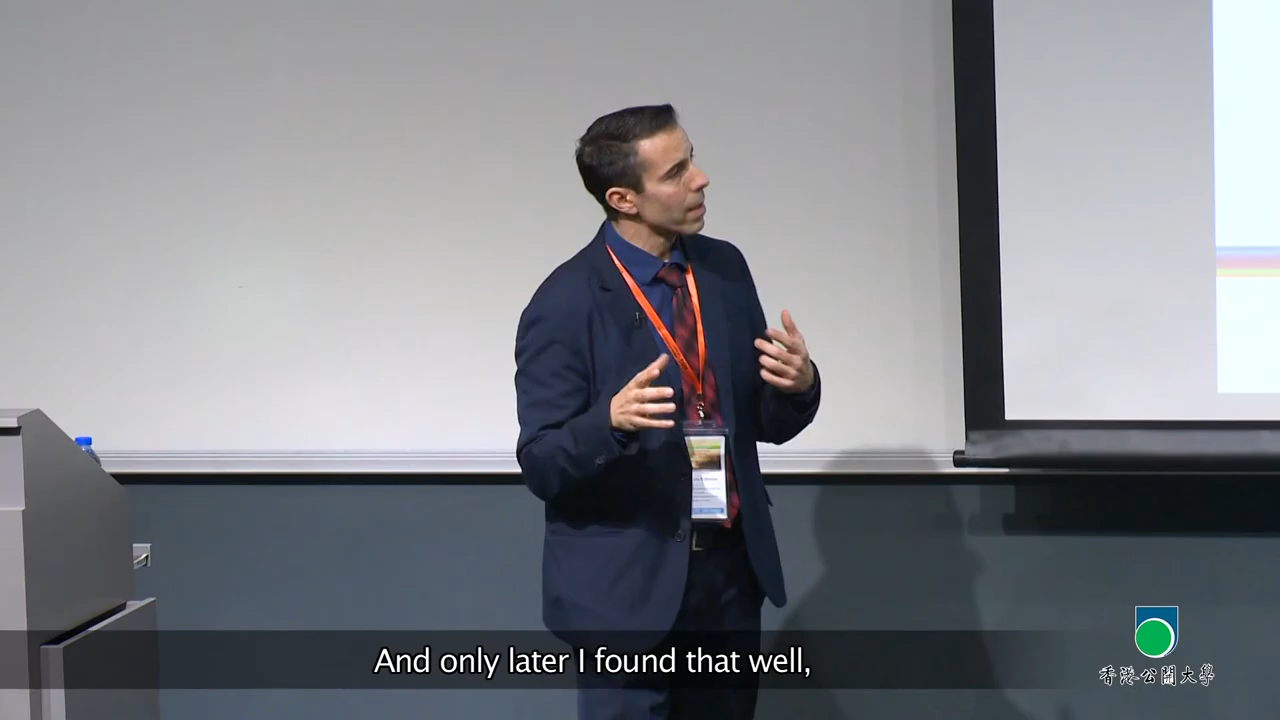 And only later I found that well,
香港公開大學